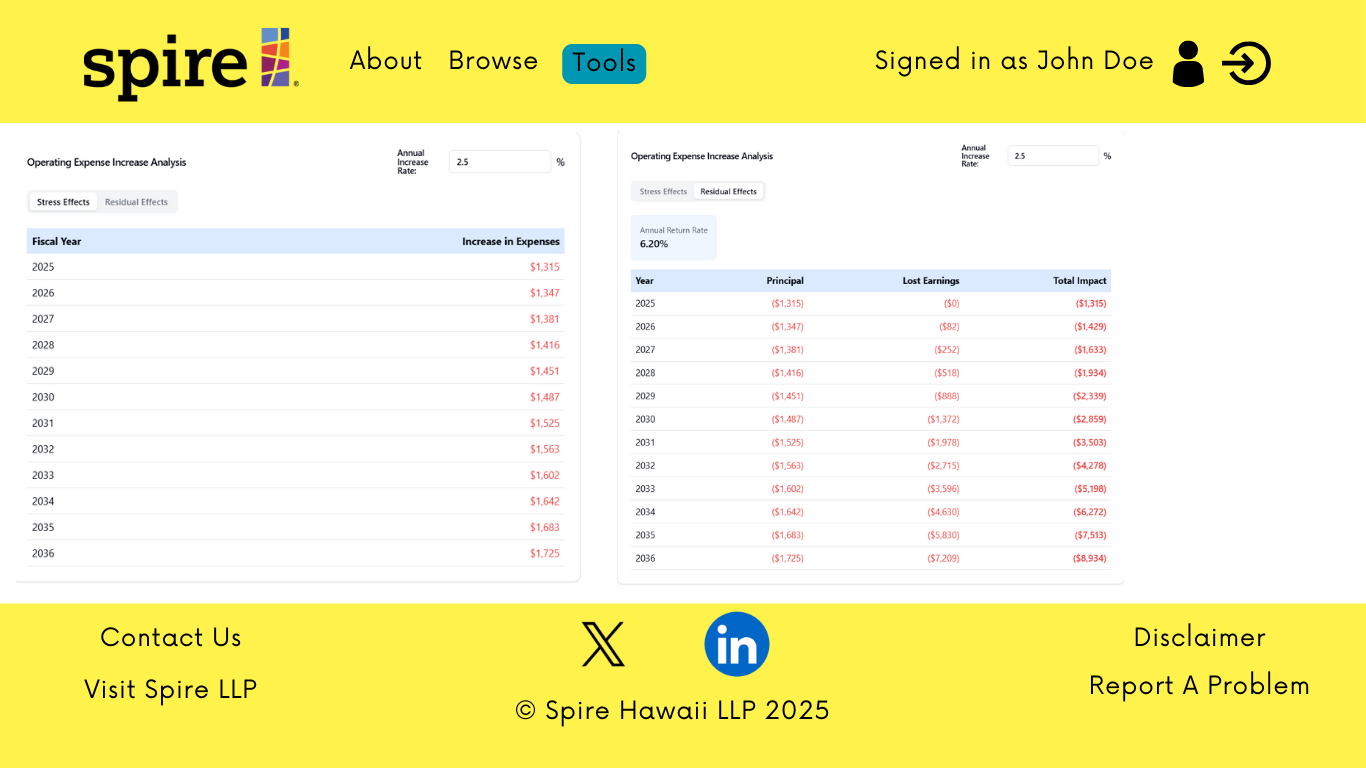 spire ®
About Browse Tools
Signed in as John Doe
Operating Expense Increase Analysis
Annual
Increase
Rate:
2.5 %
Stress Effects Residual Effects
Fiscal Year Increase in Expenses
2025 $1,315
2026 $1,347
2027 $1,381
2028 $1,416
2029 $1,451
2030 $1,487
2031 $1,525
2032 $1,563
2033 $1,602
2034 $1,642
2035 $1,683
2036 $1,725
Operating Expense Increase Analysis
Annual
Increase
Rate:
2.5 %
Stress Effects Residual Effects
Annual Return Rate
6.20%
Year Principal Lost Earnings Total Impact
2025 ($1,315) ($0) ($1,315)
2026 ($1,347) ($82) ($1,429)
2027 ($1,381) ($252) ($1,633)
2028 ($1,416) ($518) ($1,934)
2029 ($1,451) ($888) ($2,339)
2030 ($1,487) ($1,372) ($2,859)
2031 ($1,525) ($1,978) ($3,503)
2032 ($1,563) ($2,715) ($4,278)
2033 ($1,602) ($3,596) ($5,198)
2034 ($1,642) ($4,630) ($6,272)
2035 ($1,683) ($5,830) ($7,513)
2036 ($1,725) ($7,209) ($8,934)
Contact Us
Visit Spire LLP
X in
© Spire Hawaii LLP 2025
Disclaimer
Report A Problem